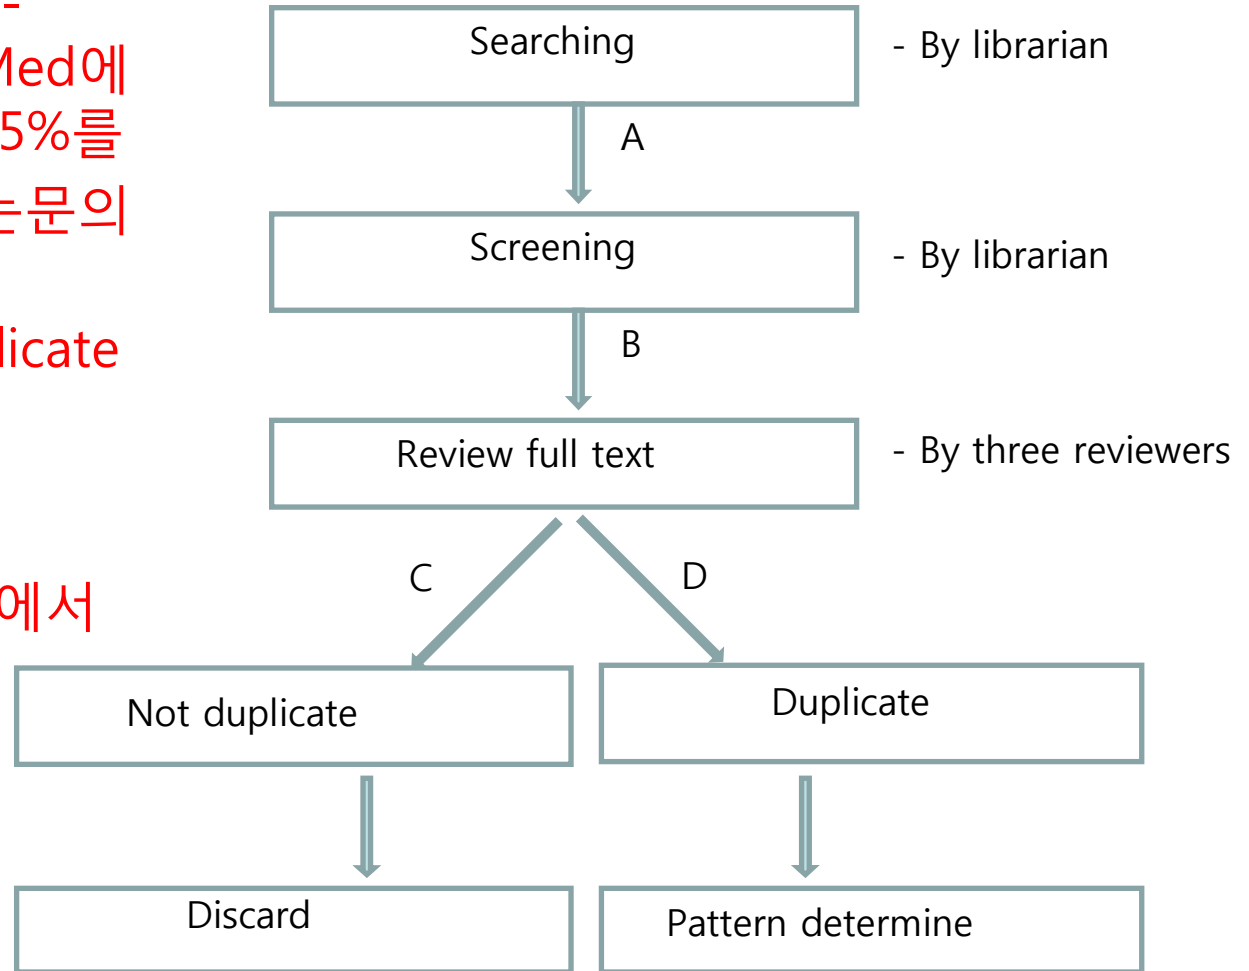 Searching
- By librarian
A
Screening
- By librarian
B
Review full text
- By three reviewers
C
D
Not duplicate
Duplicate
Discard
Pattern determine
Med에
5%를
논문의
licate
에서